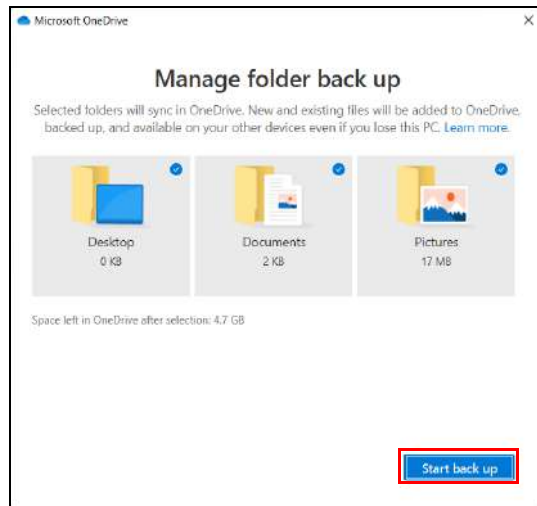 Microsoft OneDrive
Manage folder back up
Selected folders will sync in OneDrive. New and existing files will be added to OneDrive,
backed up, and available on your other devices even if you lose this PC. Learn more.
Desktop
0 KB
Documents
2 KB
Pictures
17 MB
Space left in OneDrive after selection: 4.7 GB
Start back up